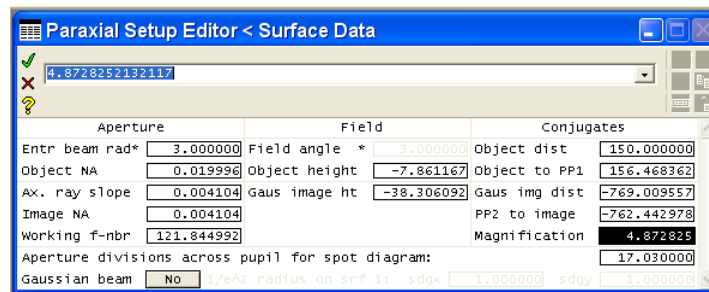 Paraxial Setup Editor < Surface Data
4.8728252132117
Aperture Field Conjugates
Entr beam rad* 3.000000 Field angle * 3.000000 Object dist 150.000000
Object NA 0.019996 Object height -7.861167 Object to PP1 156.468362
Ax. ray slope 0.004104 Gaus image ht -38.306092 Gaus img dist -769.009557
Image NA 0.004104 PP2 to image -762.442978
Working f-nbr 121.844992 Magnification 4.872825
Aperture divisions across pupil for spot diagram: 17.030000
Gaussian beam No 1/e^2 radius on srf 1: sdgx 1.000000 sdgy 1.000000